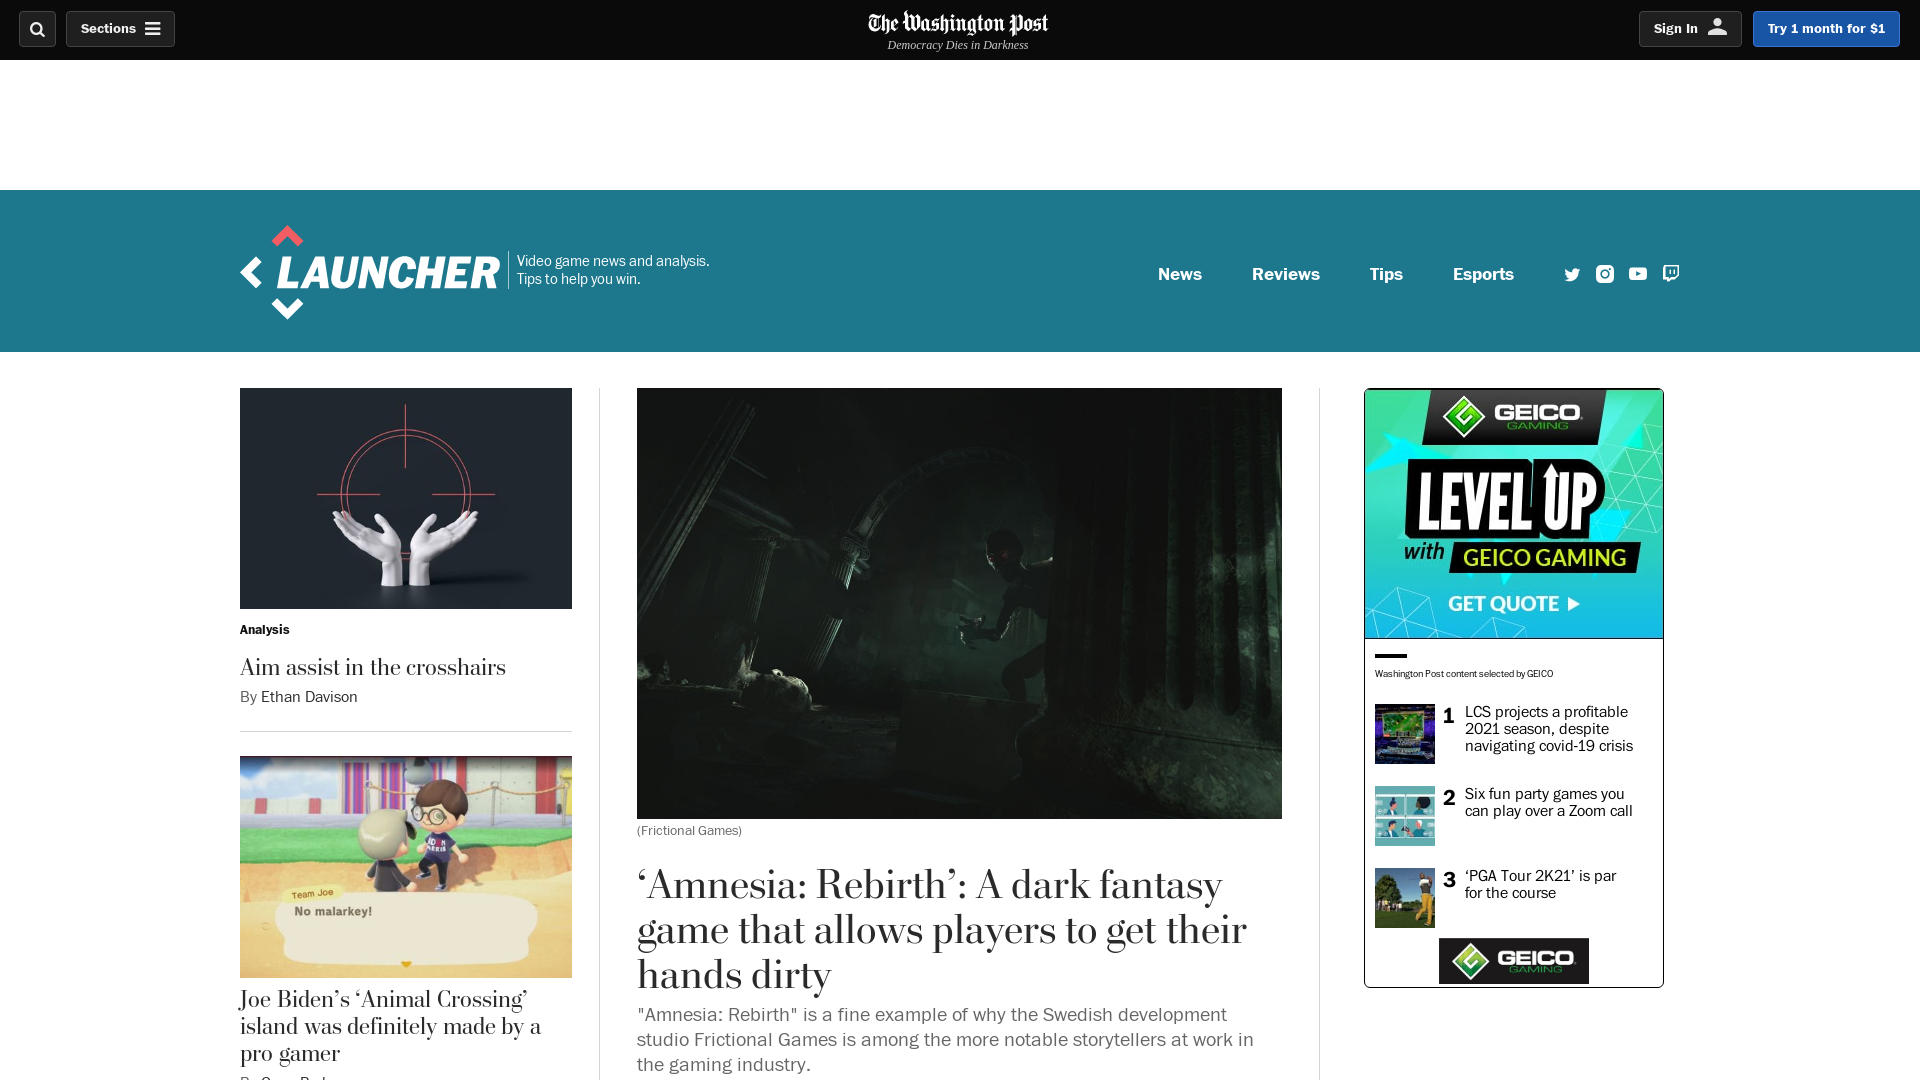 Sections
The Washington Post
Democracy Dies in Darkness
Sign In
Try 1 month for $1
LAUNCHER
Video game news and analysis.
Tips to help you win.
News
Reviews
Tips
Esports
Analysis
Aim assist in the crosshairs
By Ethan Davison
Team Joe
No malarkey!
Joe Biden’s ‘Animal Crossing’
island was definitely made by a
pro gamer
(Frictional Games)
‘Amnesia: Rebirth’: A dark fantasy
game that allows players to get their
hands dirty
"Amnesia: Rebirth" is a fine example of why the Swedish development
studio Frictional Games is among the more notable storytellers at work in
the gaming industry.
GEICO
GAMING
LEVEL UP
with GEICO GAMING
GET QUOTE
Washington Post content selected by GEICO
1 LCS projects a profitable
2021 season, despite
navigating covid-19 crisis
2 Six fun party games you
can play over a Zoom call
3 ‘PGA Tour 2K21’ is par
for the course
GEICO
GAMING